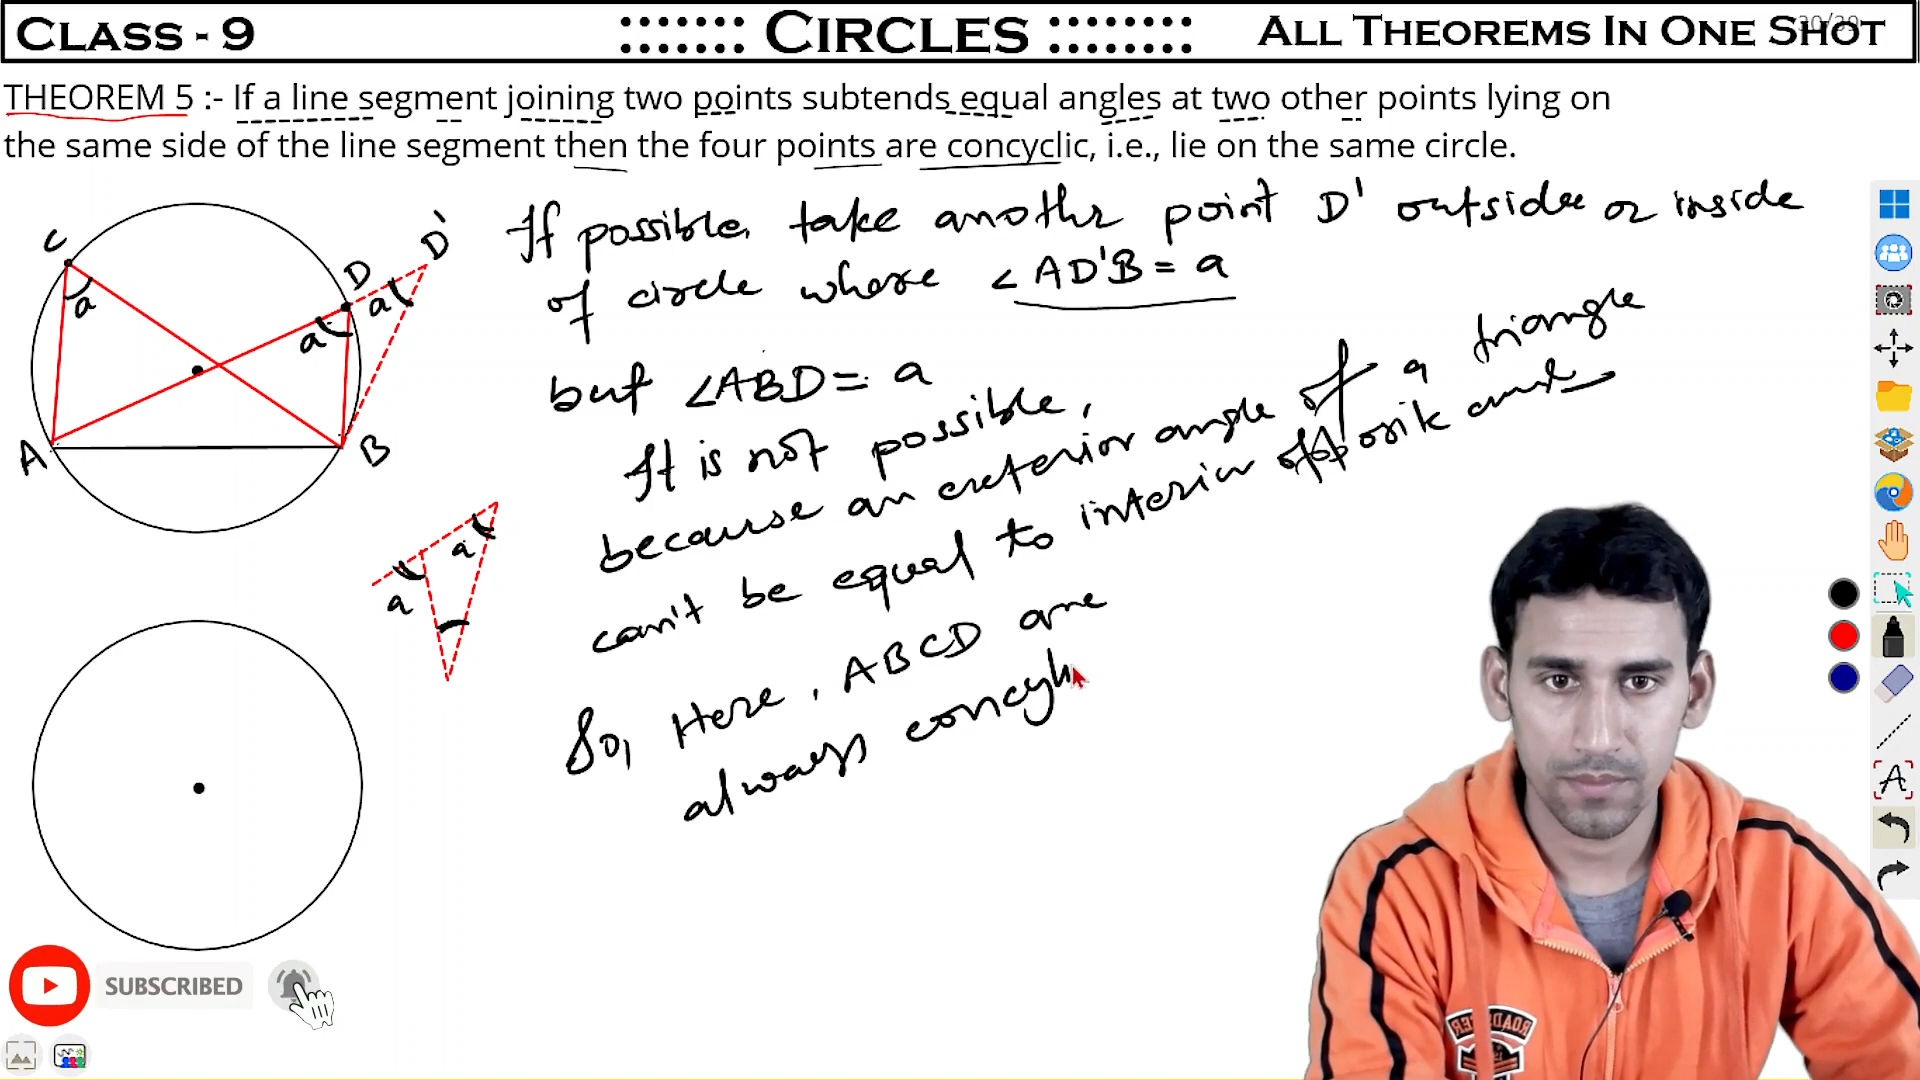 CLASS - 9
::::::: CIRCLES ::::::::
ALL THEOREMS IN ONE SHOT
30/39
THEOREM 5 :- If a line segment joining two points subtends equal angles at two other points lying on
the same side of the line segment then the four points are concyclic, i.e., lie on the same circle.
If possible, take another point D' outside or inside
of circle where ∠AD'B = a
but ∠ABD = a
It is not possible,
because an exterior angle of a triangle
can't be equal to interior opposite
So, Here, ABCD are
always concyli
C
a
D
D'
a
a
A
B
a
a
SUBSCRIBED
A
ROADSTER